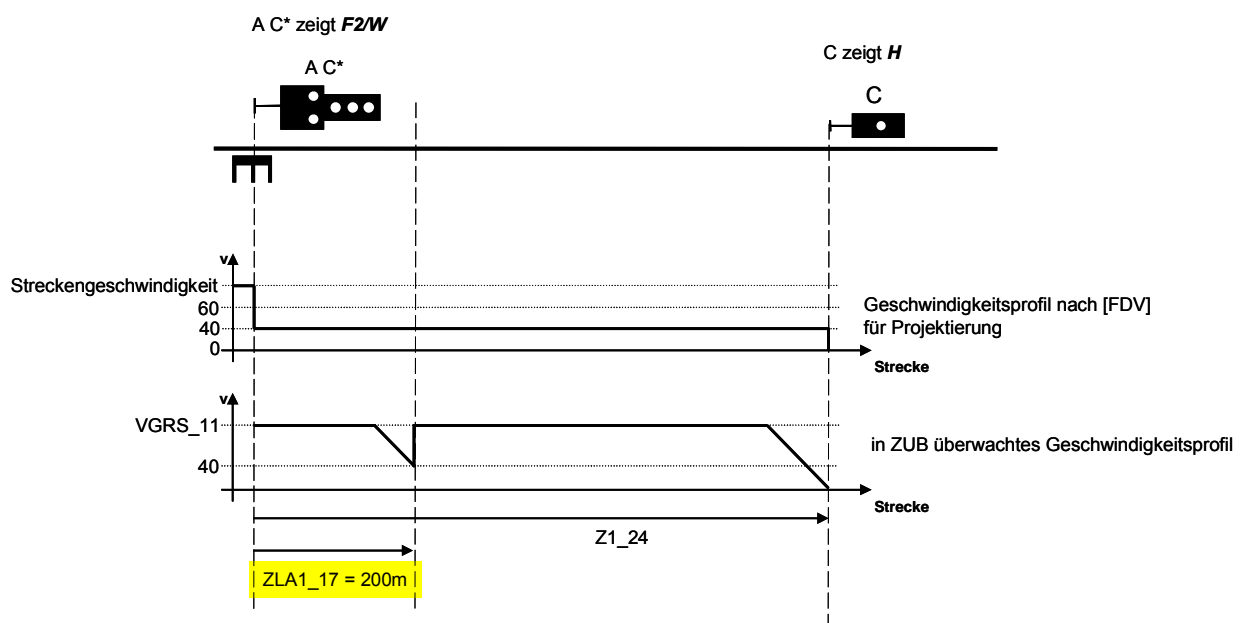 A C* zeigt F2/W
C zeigt H
A C*
C
v
Streckengeschwindigkeit
60
40
0
Geschwindigkeitsprofil nach [FDV]
für Projektierung
Strecke
v
VGRS_11
40
in ZUB überwachtes Geschwindigkeitsprofil
Strecke
Z1_24
ZLA1_17 = 200m